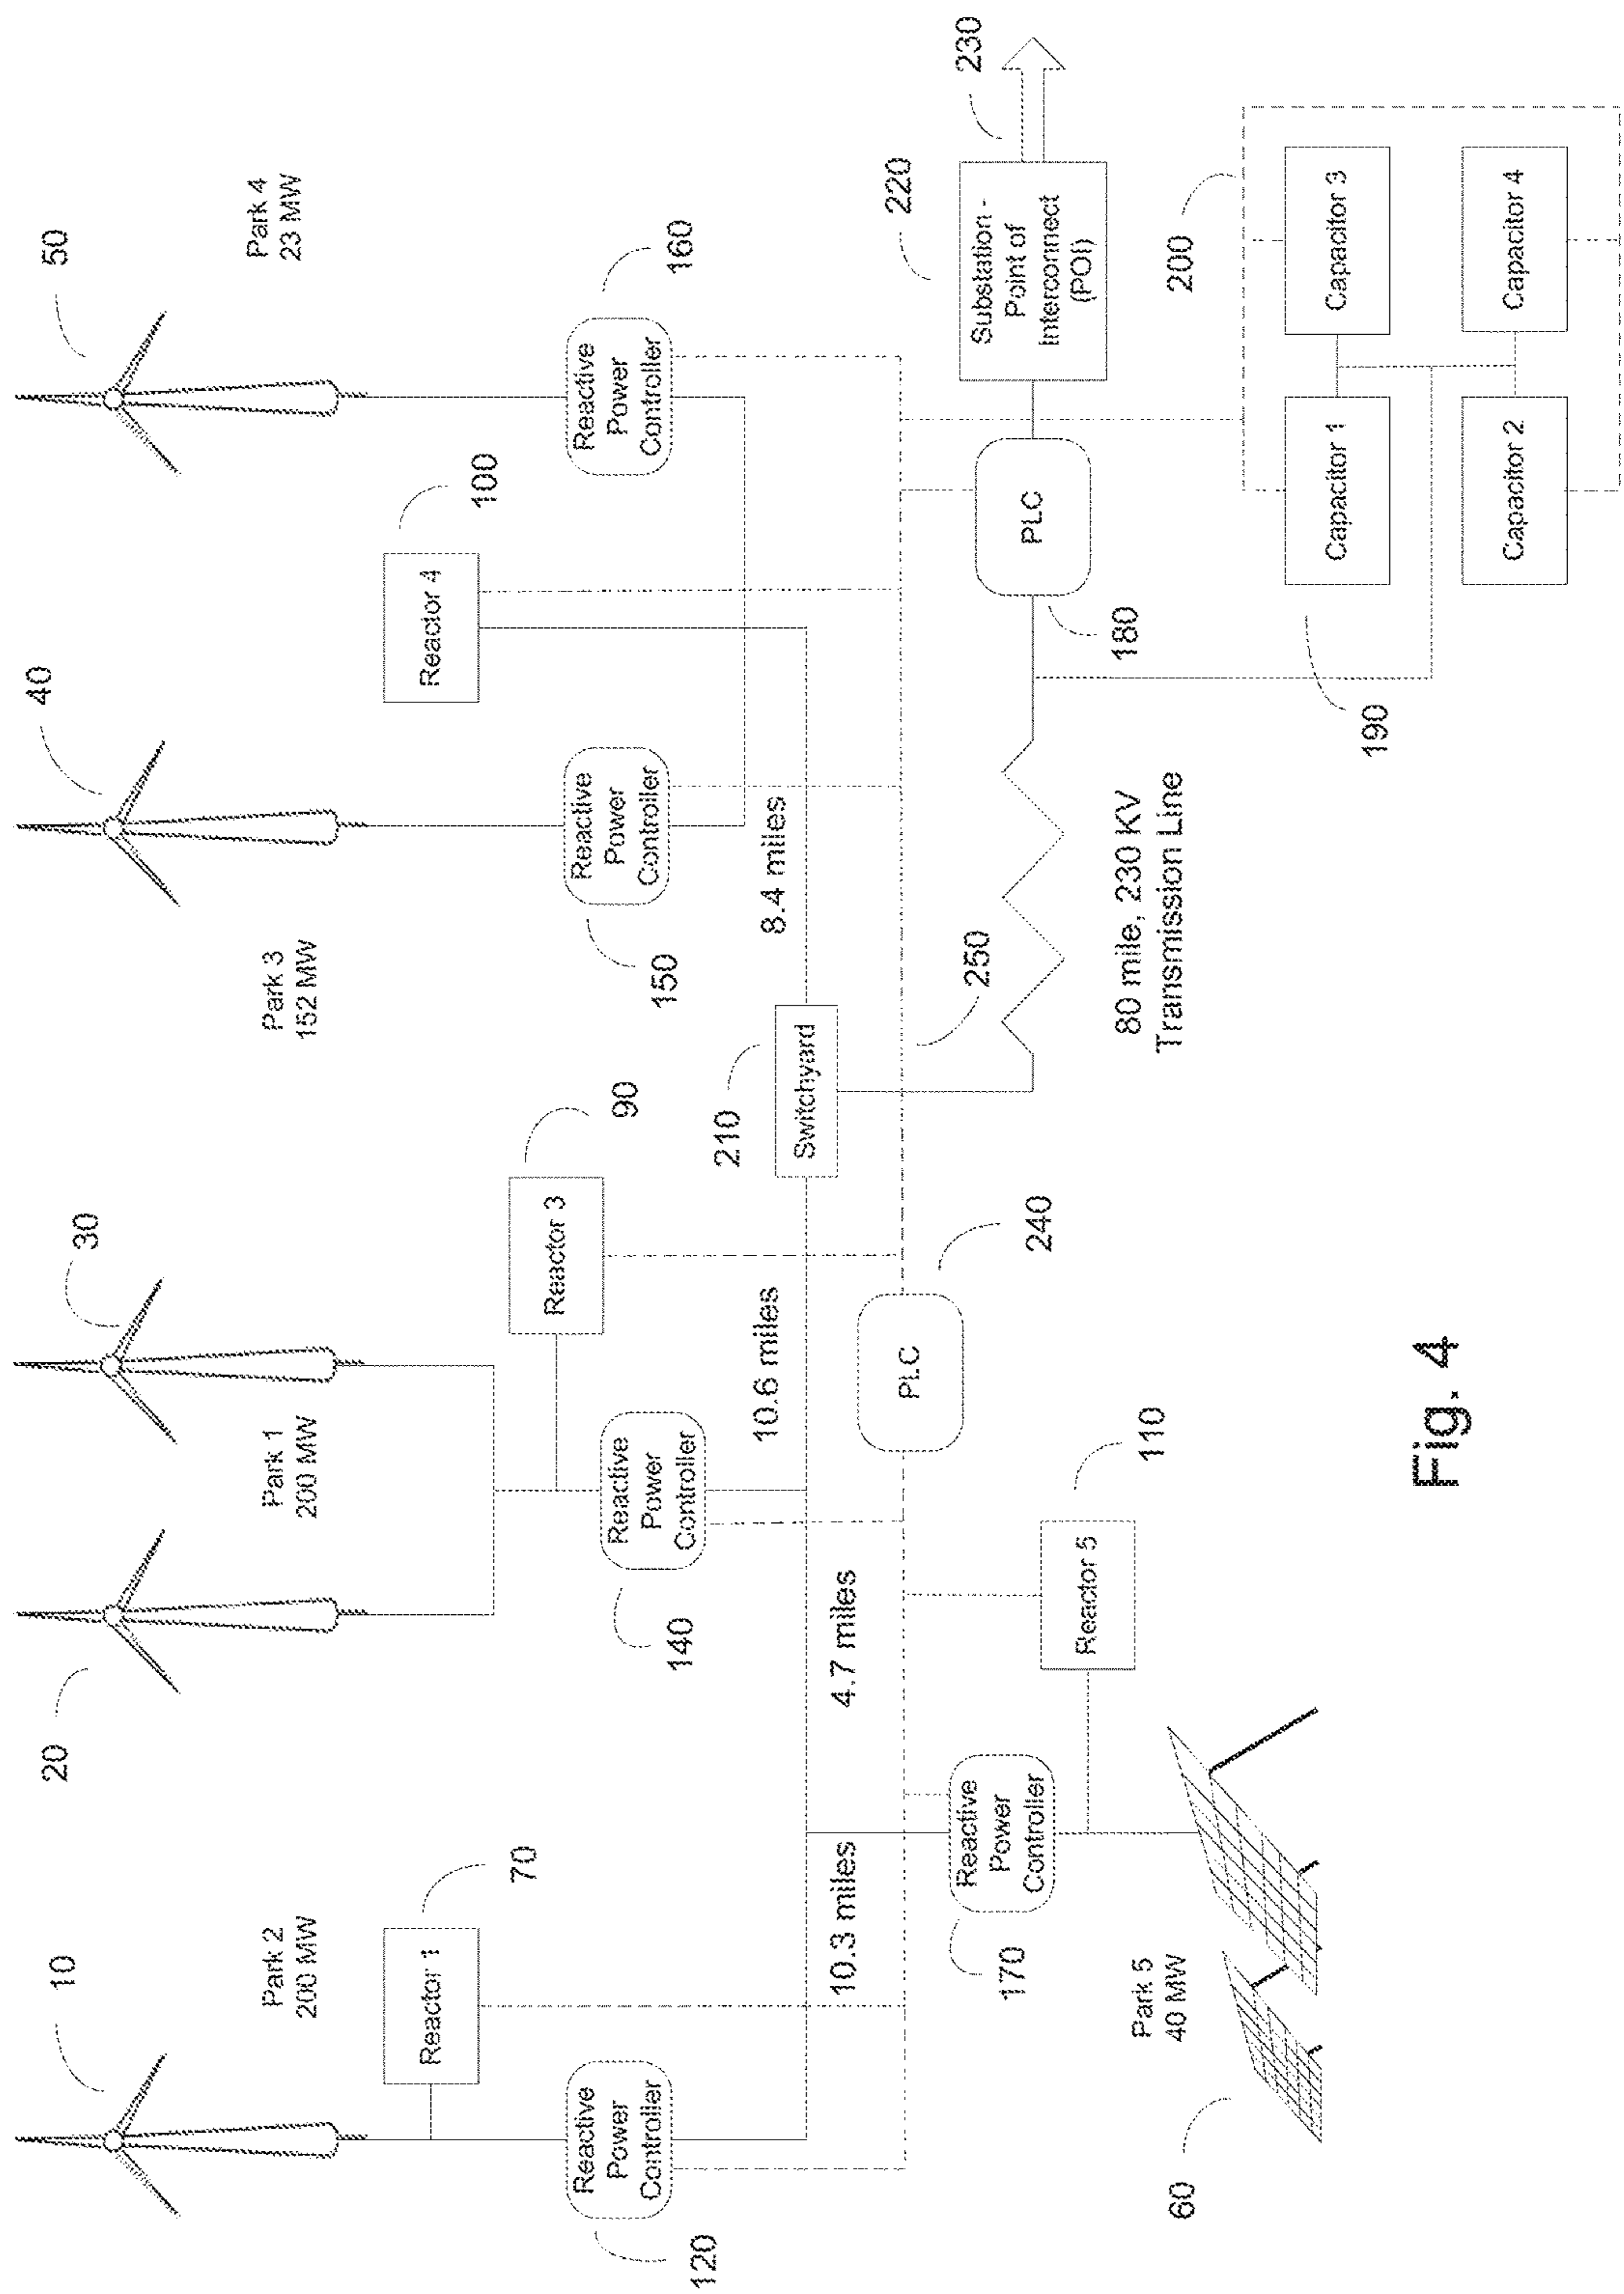 10
Park 2
200 MW
Reactor 1
70
Reactive
Power
Controller
120
20
Park 1
200 MW
30
Reactor 3
90
Reactive
Power
Controller
140
Park 3
152 MW
40
Reactive
Power
Controller
150
Reactor 4
100
50
Park 4
23 MW
Reactive
Power
Controller
160
10.3 miles
4.7 miles
10.6 miles
210
Switchyard
8.4 miles
250
PLC
240
80 mile, 230 KV
Transmission Line
PLC
180
Substation -
Point of
Interconnect
(POI)
220
230
Reactive
Power
Controller
170
Reactor 5
110
Park 5
40 MW
60
190
200
Capacitor 1
Capacitor 3
Capacitor 2
Capacitor 4
Fig. 4